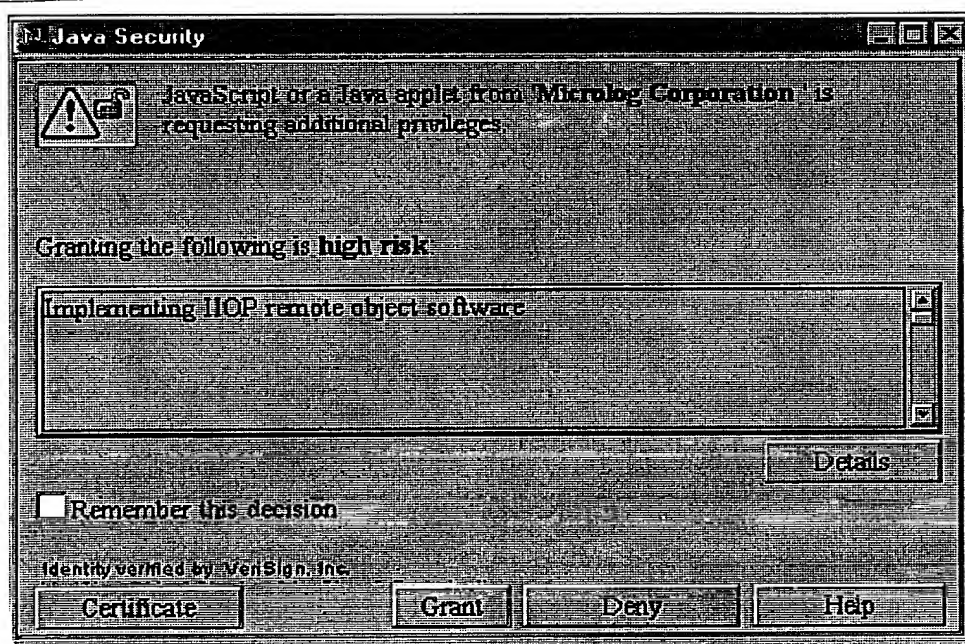 Java Security
JavaScript or a Java applet from 'Microlog Corporation ' is
requesting additional privileges.
Granting the following is high risk:
Implementing IIOP remote object software
Details
Remember this decision
Identity verified by VeriSign, Inc.
Certificate Grant Deny Help